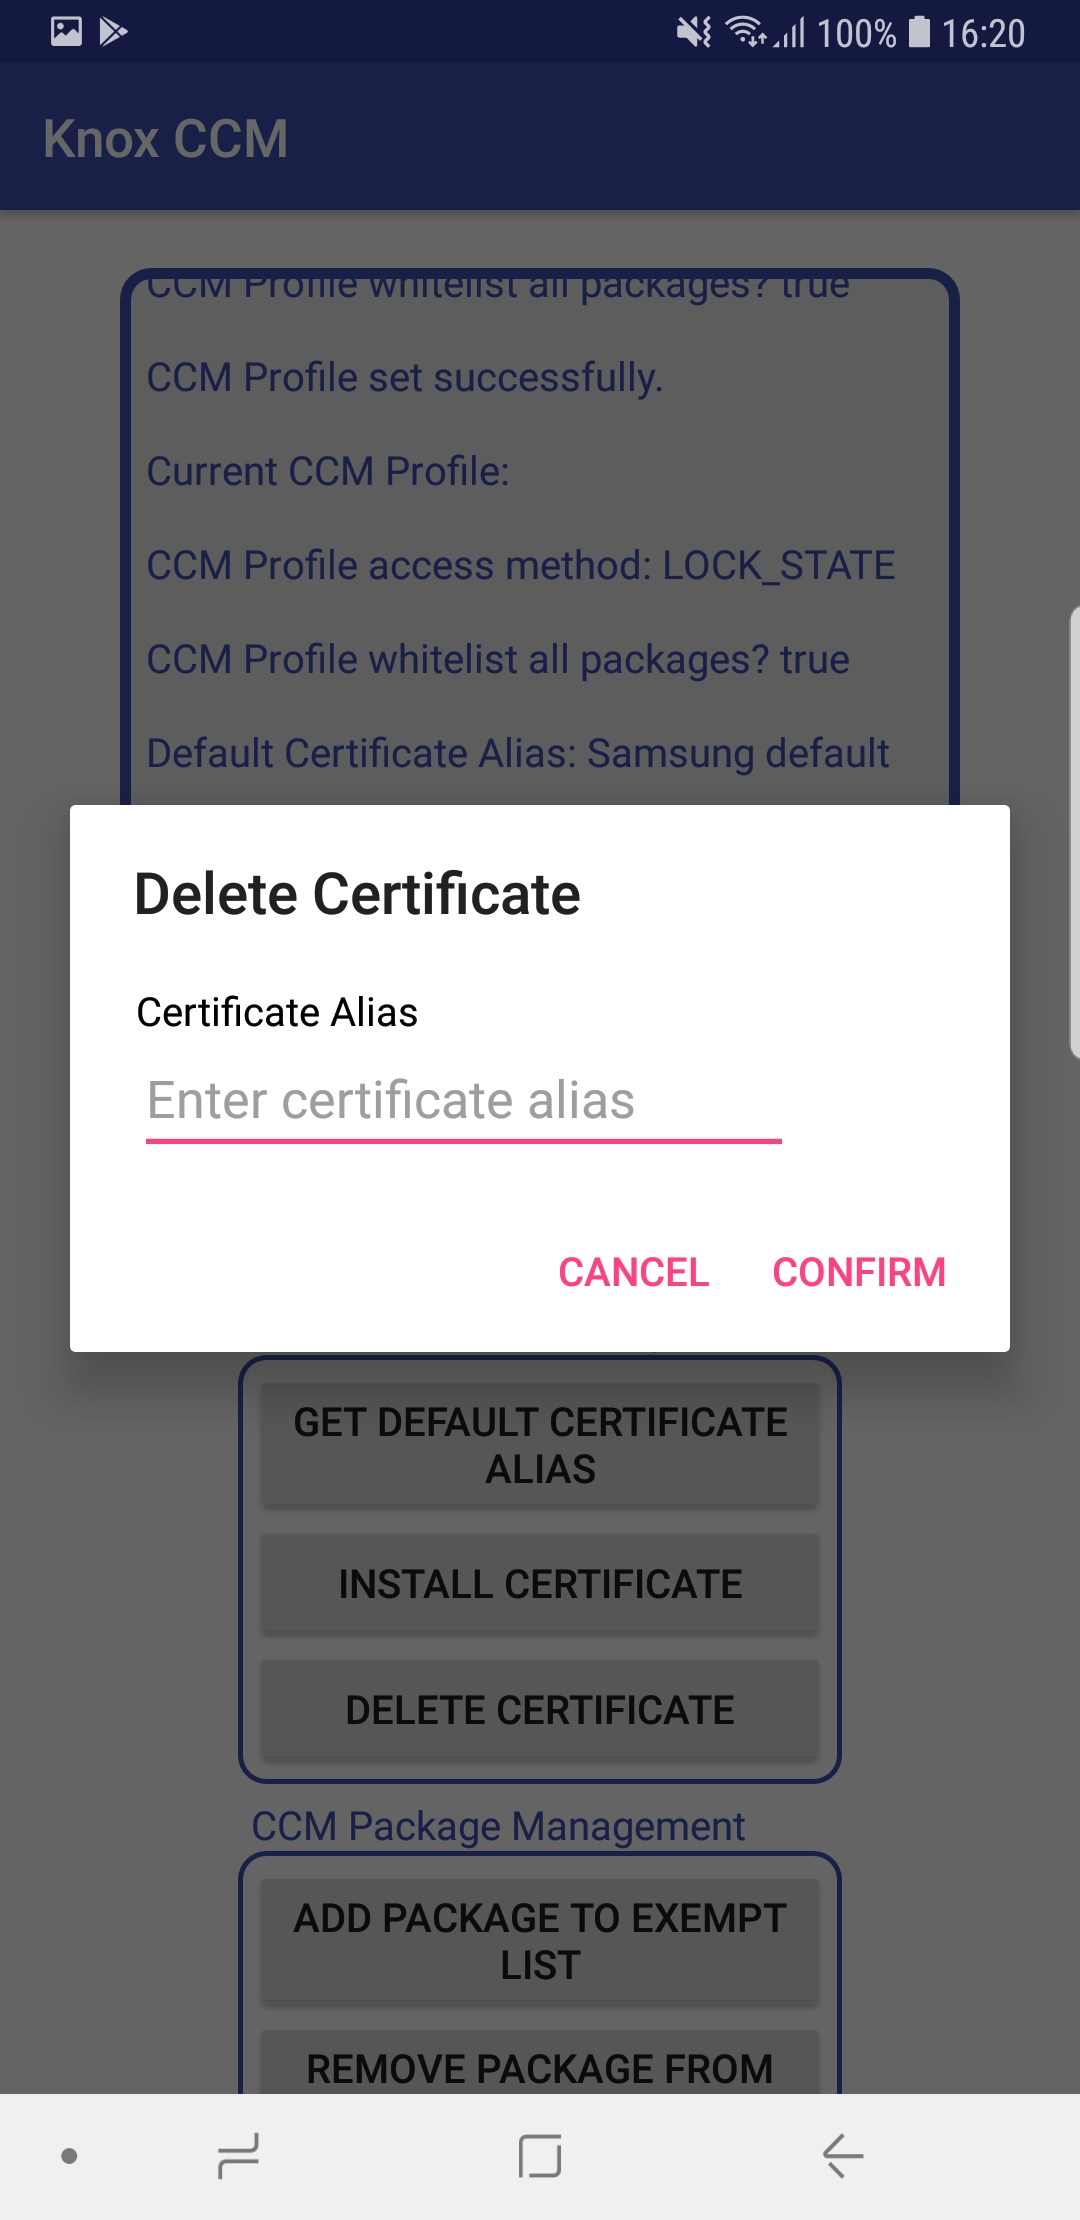 100% 16:20
Knox CCM
CCM Profile whitelist all packages? true
CCM Profile set successfully.
Current CCM Profile:
CCM Profile access method: LOCK_STATE
CCM Profile whitelist all packages? true
Default Certificate Alias: Samsung default
Delete Certificate
Certificate Alias
Enter certificate alias
CANCEL CONFIRM
GET DEFAULT CERTIFICATE
ALIAS
INSTALL CERTIFICATE
DELETE CERTIFICATE
CCM Package Management
ADD PACKAGE TO EXEMPT
LIST
REMOVE PACKAGE FROM